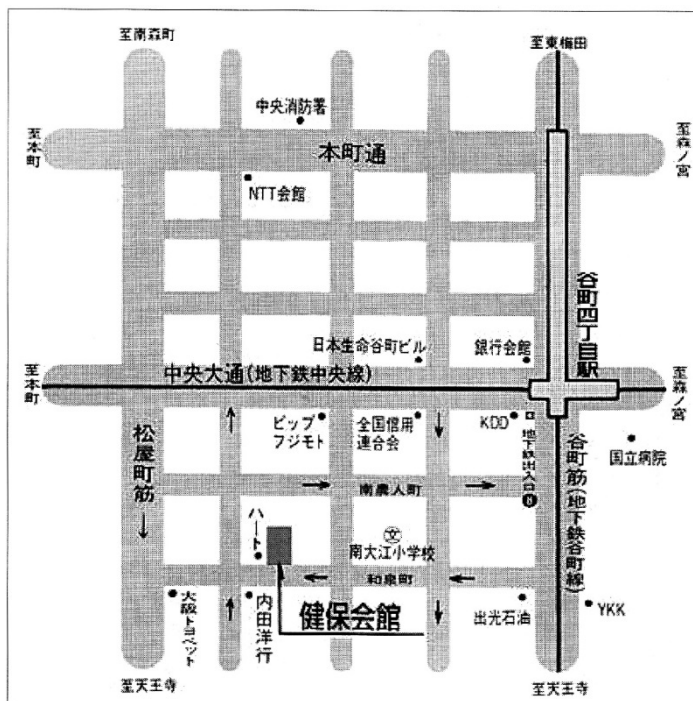 至南森町
至東梅田
中央消防署
至本町
本町通
至森ノ宮
NTT会館
谷町四丁目駅
日本生命谷町ビル
銀行会館
至本町
中央大通(地下鉄中央線)
至森ノ宮
松屋町筋
ピップ
フジモト
全国信用
連合会
KDD
地下鉄出入口
国立病院
谷町筋(地下鉄谷町線)
南農人町
ハート
文
南大江小学校
和泉町
大阪トヨペット
内田洋行
健保会館
出光石油
YKK
至天王寺
至天王寺